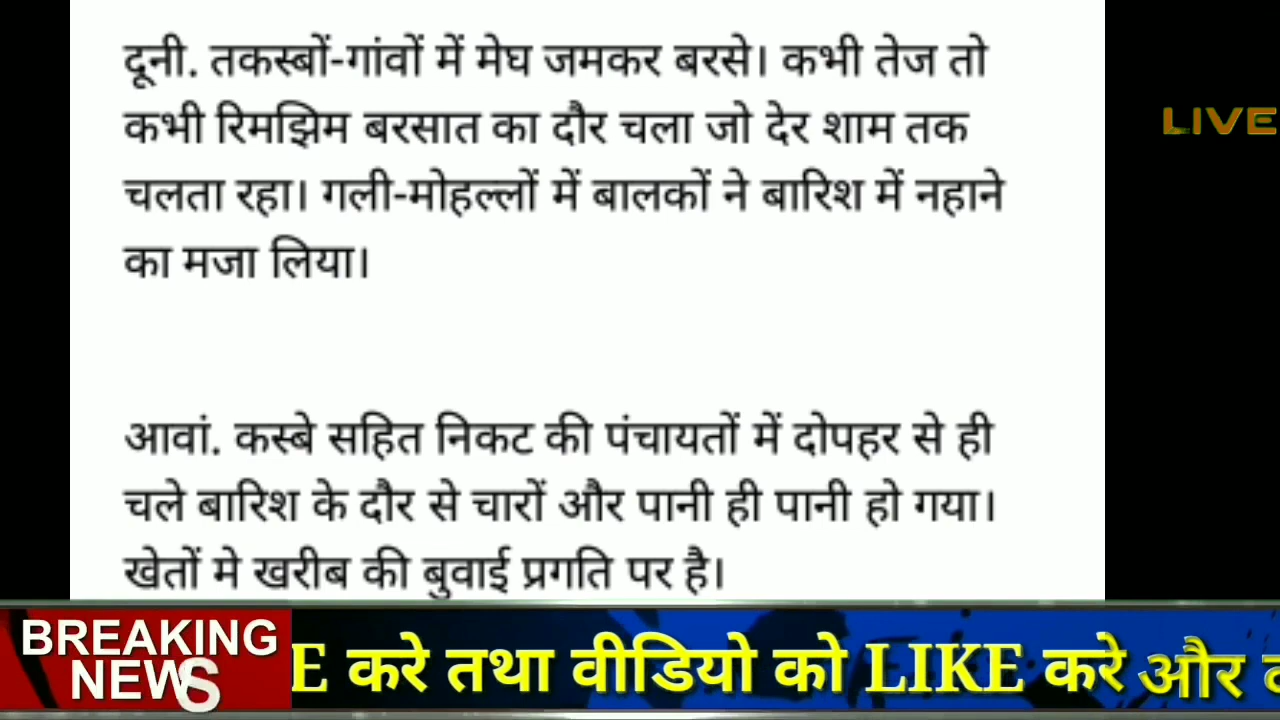 दूनी. तकस्बों-गांवों में मेघ जमकर बरसे। कभी तेज तो
कभी रिमझिम बरसात का दौर चला जो देर शाम तक
चलता रहा। गली-मोहल्लों में बालकों ने बारिश में नहाने
का मजा लिया।
LIVE
आवां. कस्बे सहित निकट की पंचायतों में दोपहर से ही
चले बारिश के दौर से चारों और पानी ही पानी हो गया।
खेतों मे खरीब की बुवाई प्रगति पर है।
BREAKING
NEWS
E करे तथा वीडियो को LIKE करे और